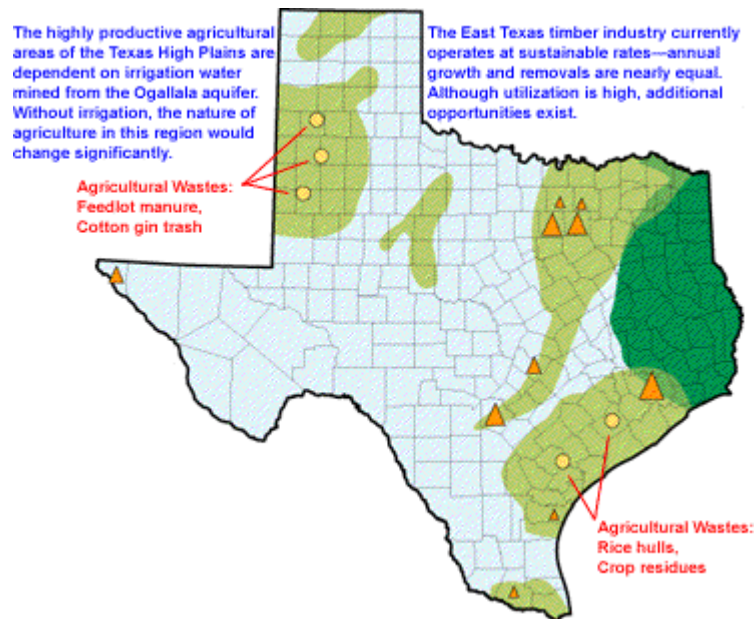 The highly productive agricultural
areas of the Texas High Plains are
dependent on irrigation water
mined from the Ogallala aquifer.
Without irrigation, the nature of
agriculture in this region would
change significantly.
The East Texas timber industry currently
operates at sustainable rates—annual
growth and removals are nearly equal.
Although utilization is high, additional
opportunities exist.
Agricultural Wastes:
Feedlot manure,
Cotton gin trash
Agricultural Wastes:
Rice hulls,
Crop residues